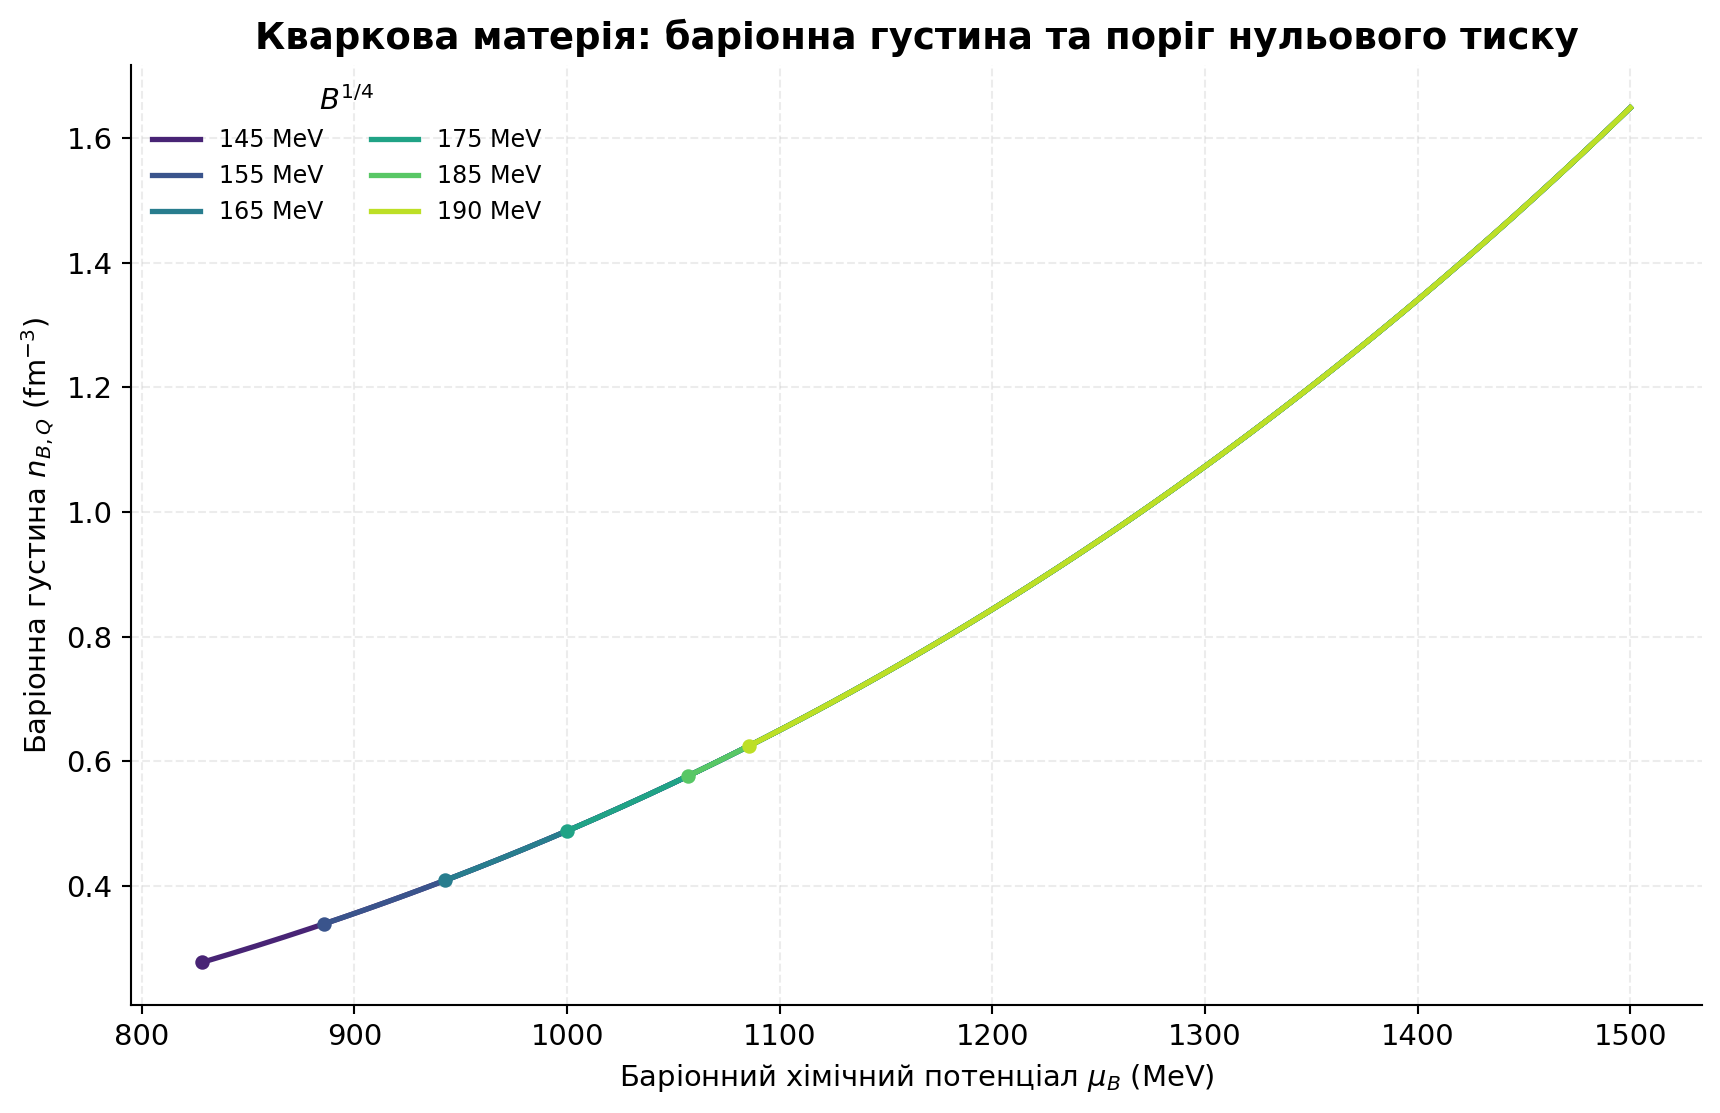 Кваркова матерія: баріонна густина та поріг нульового тиску
B^{1/4}
145 MeV
155 MeV
165 MeV
175 MeV
185 MeV
190 MeV
Баріонна густина n_{B,Q} (fm^{−3})
1.6
1.4
1.2
1.0
0.8
0.6
0.4
800 900 1000 1100 1200 1300 1400 1500
Баріонний хімічний потенціал μ_B (MeV)